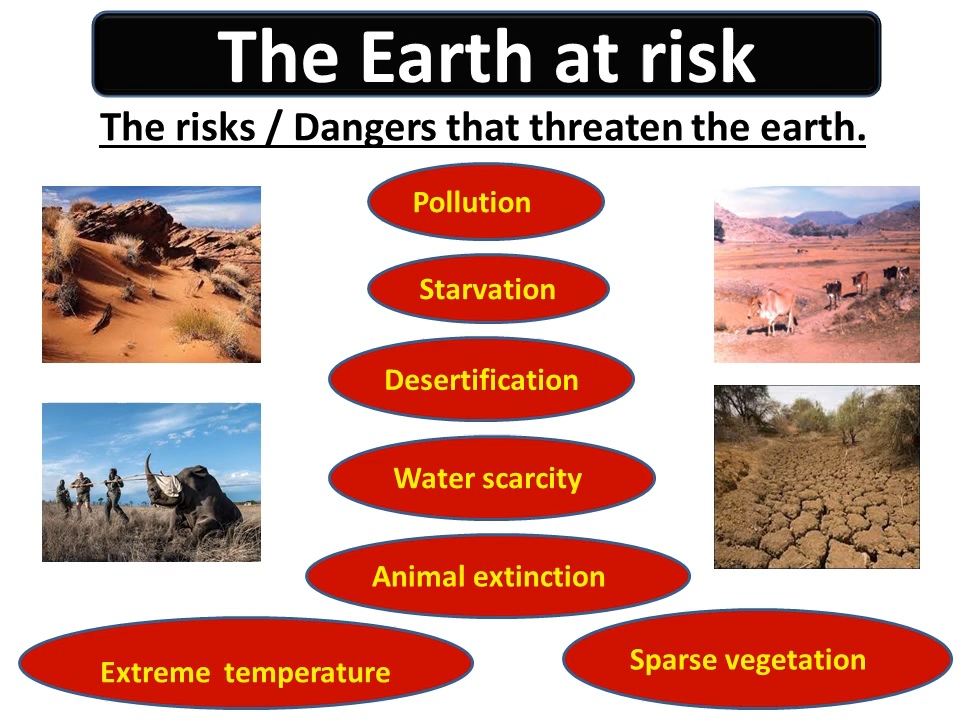 The Earth at risk
The risks / Dangers that threaten the earth.
Pollution
Starvation
Desertification
Water scarcity
Animal extinction
Extreme temperature
Sparse vegetation